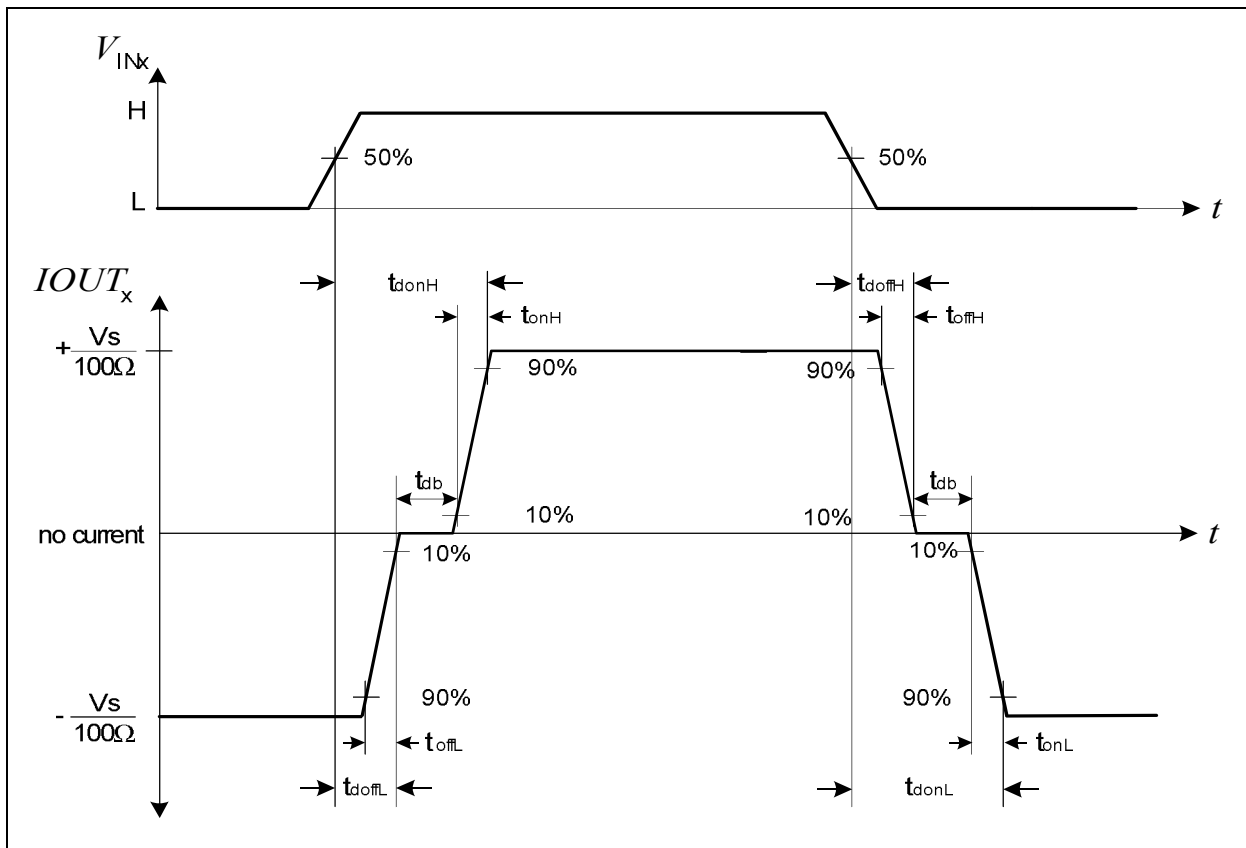 VINx
H
50% 50%
L
t
IOUTx
tdonH tdoffH
tonH toffH
+ Vs
100Ω
90% 90%
tdb tdb
10% 10%
no current
t
10% 10%
90% 90%
- Vs
100Ω
toffL tonL
tdoffL tdonL